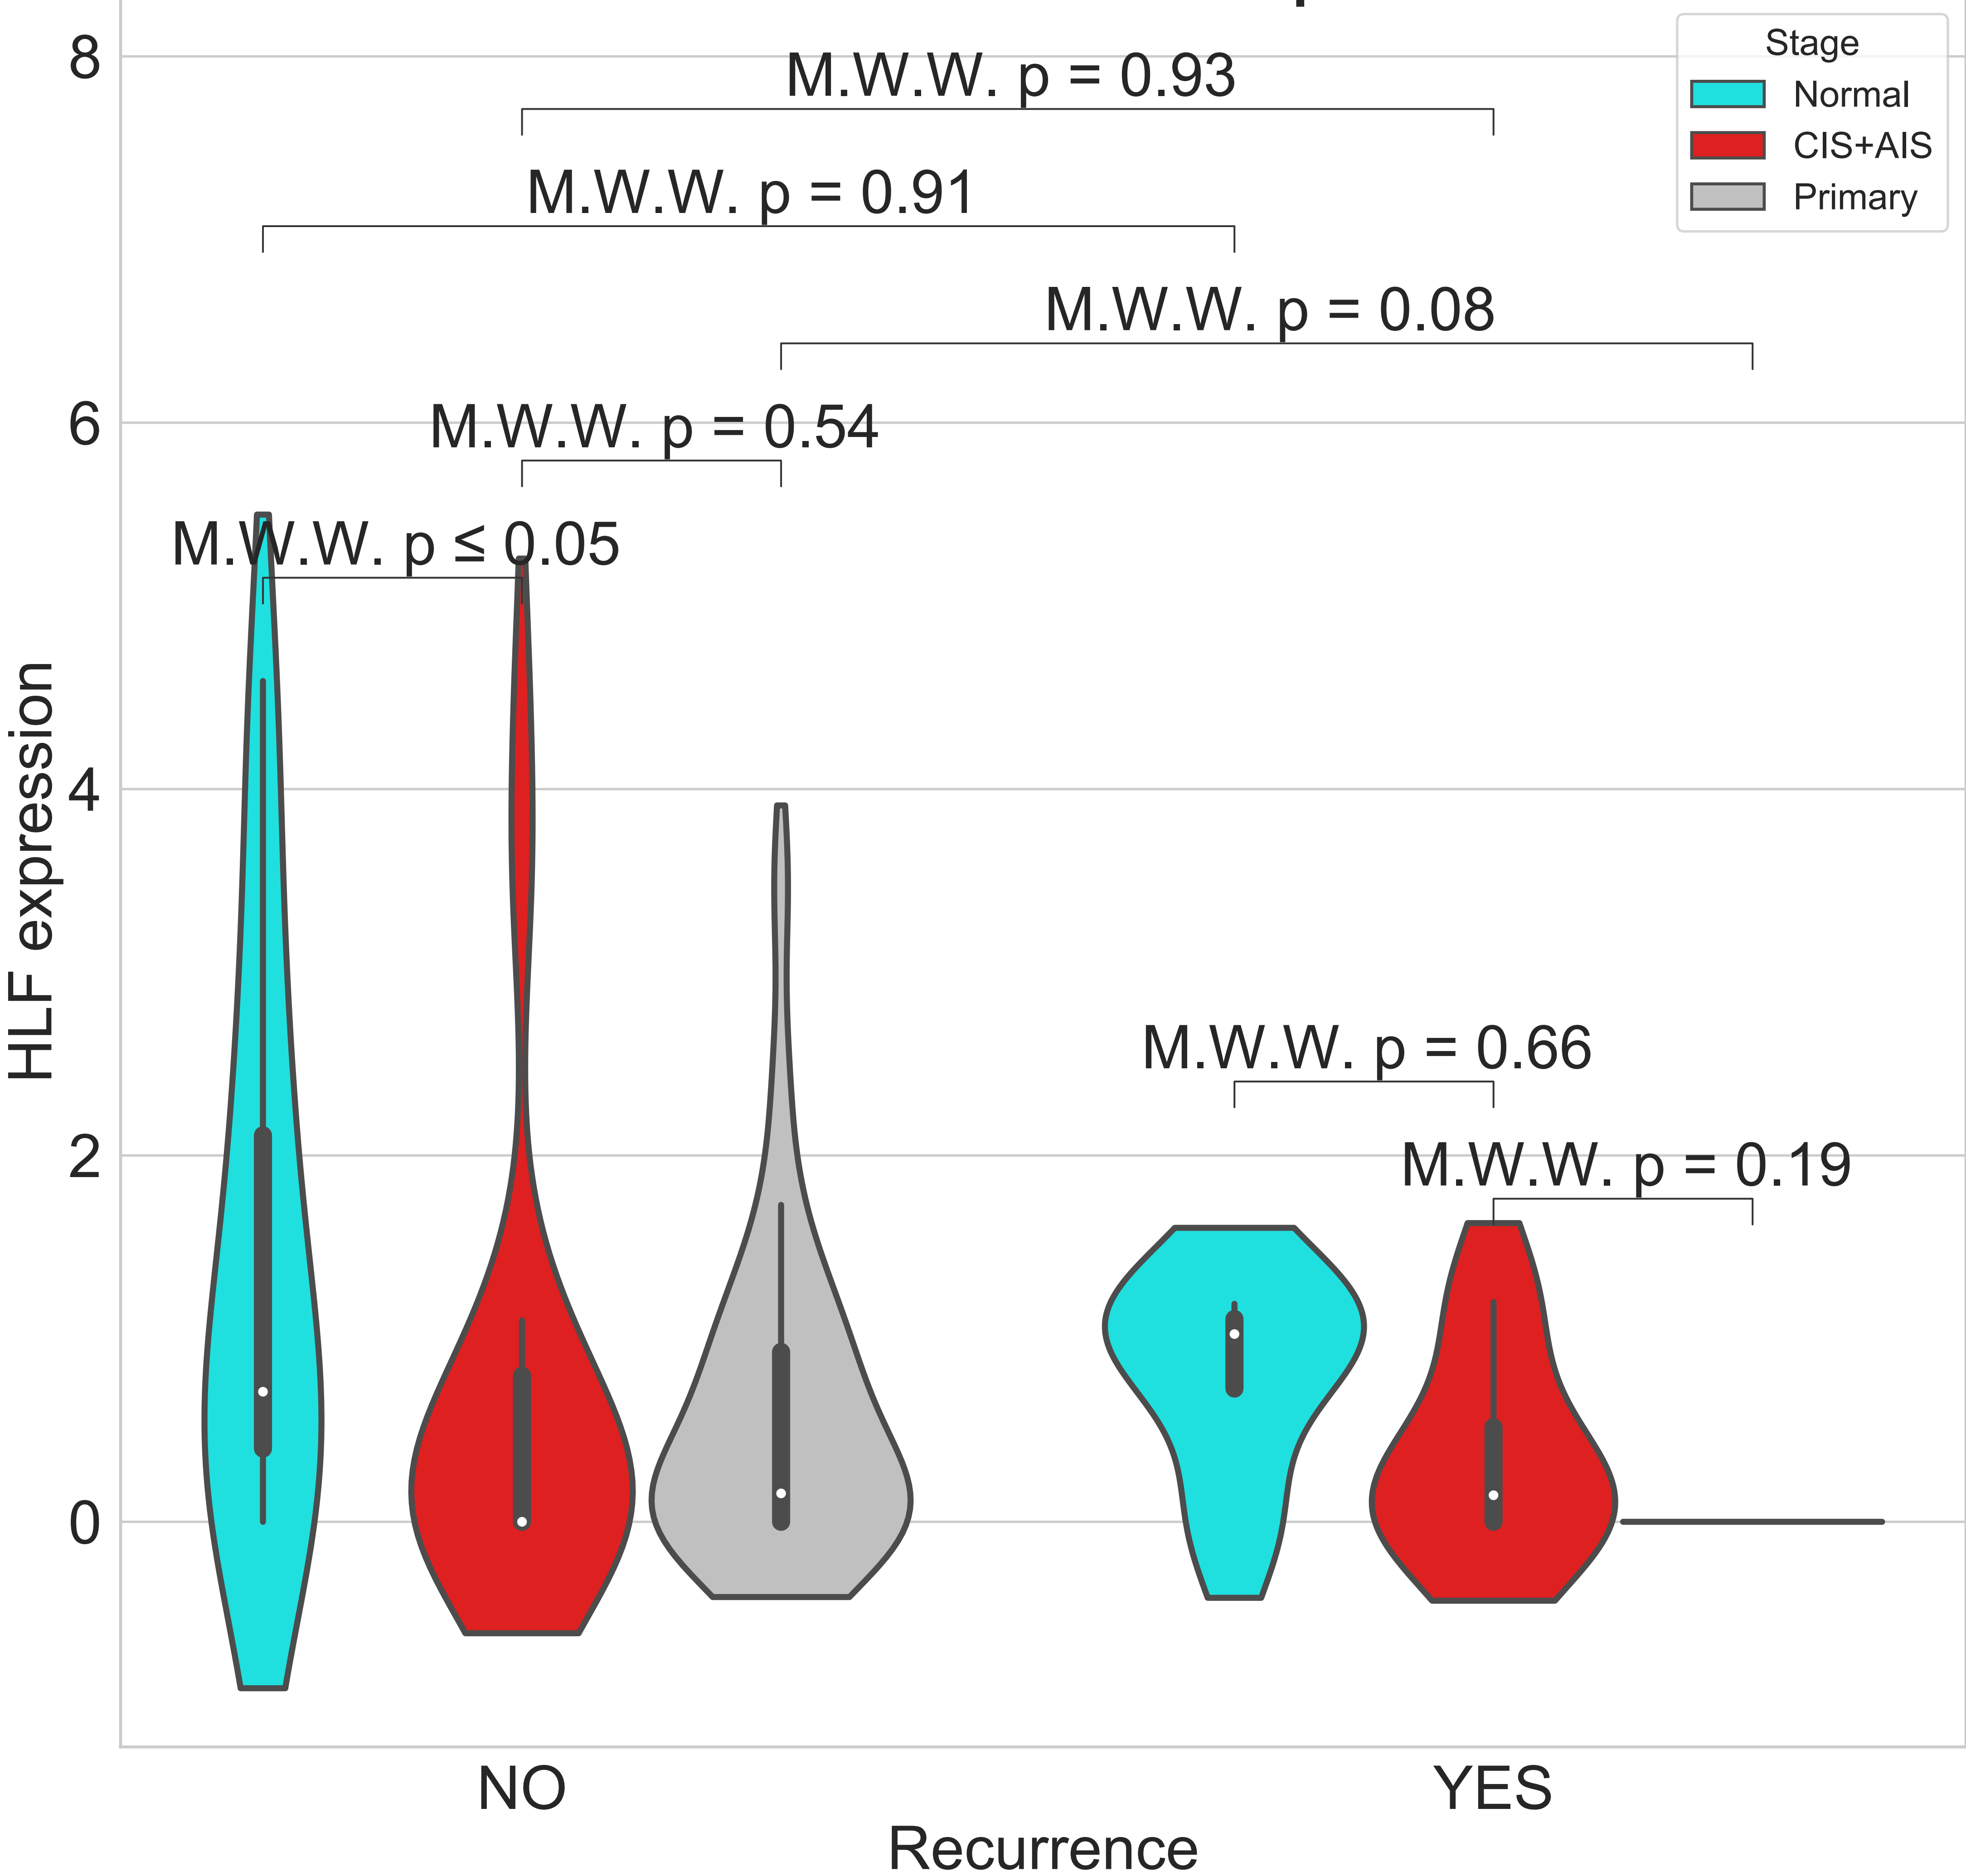 8
M.W.W. p = 0.93
Stage
Normal
CIS+AIS
Primary
M.W.W. p = 0.91
M.W.W. p = 0.08
6
M.W.W. p = 0.54
M.W.W. p ≤ 0.05
4
HLF expression
M.W.W. p = 0.66
2
M.W.W. p = 0.19
0
NO
YES
Recurrence